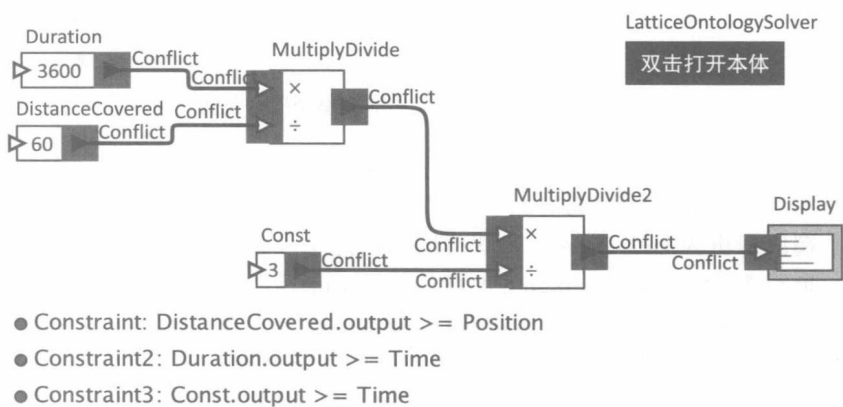 LatticeOntologySolver
双击打开本体
Duration
Conflict
3600
MultiplyDivide
Conflict
×
Conflict
DistanceCovered
Conflict
Conflict
60
÷
MultiplyDivide2
Display
Const
Conflict
×
Conflict
3
Conflict
Conflict
÷
Conflict
Constraint: DistanceCovered.output >= Position
Constraint2: Duration.output >= Time
Constraint3: Const.output >= Time